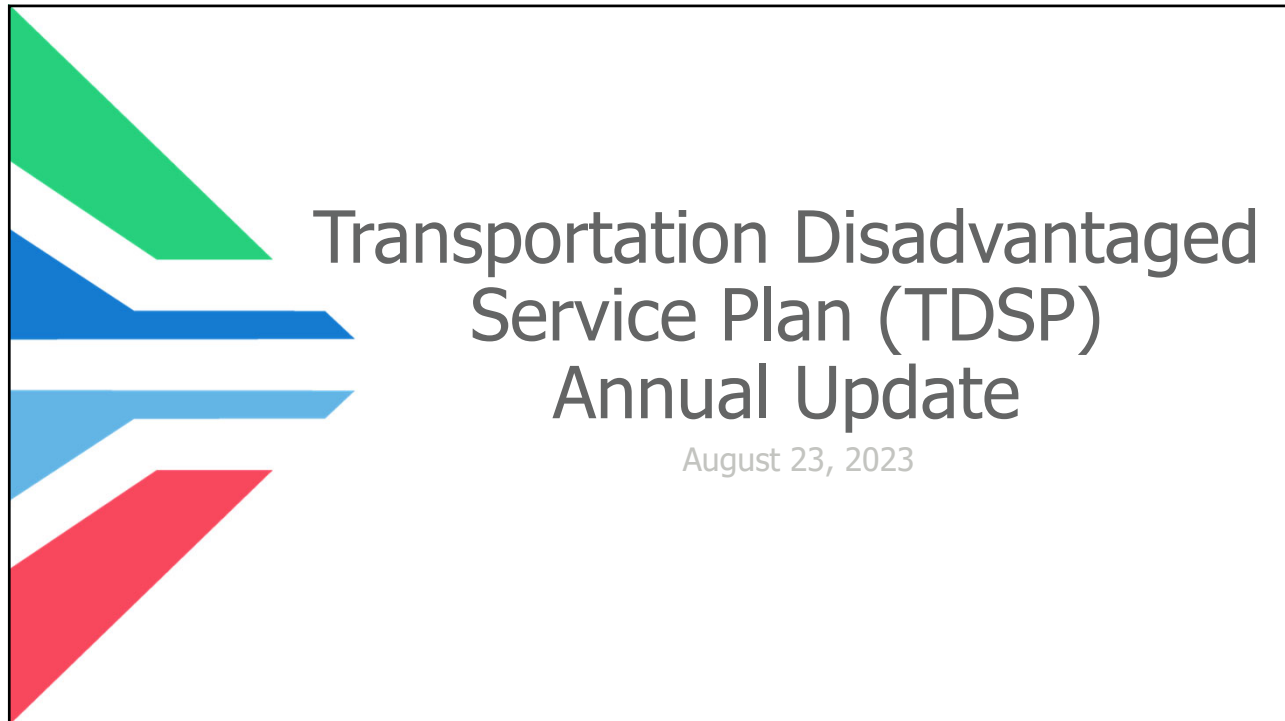 Transportation Disadvantaged
Service Plan (TDSP)
Annual Update
August 23, 2023